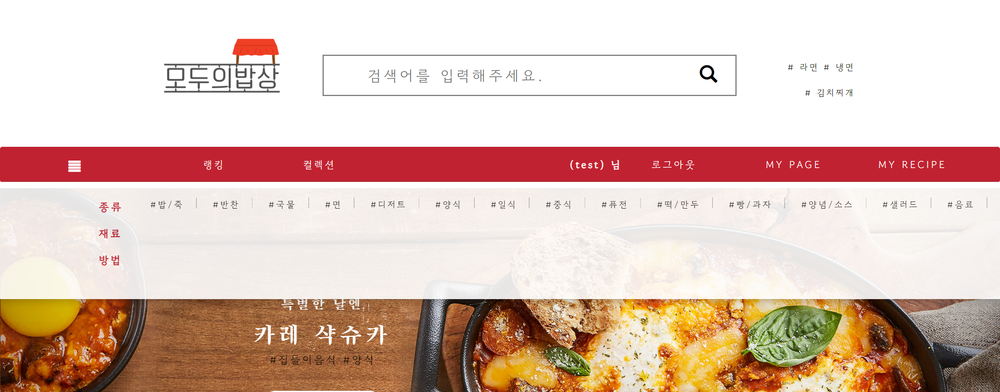 모두의밥상
검색어를 입력해주세요.
# 라면 # 냉면
# 김치찌개
랭킹 컬렉션 (test) 님 로그아웃 MY PAGE MY RECIPE
종류 #밥/죽 #반찬 #국물 #면 #디저트 #양식 #일식 #중식 #퓨전 #떡/만두 #빵/과자 #양념/소스 #샐러드 #음료
재료
방법
특별한 날엔
카레 샥슈카
#집들이음식 #양식